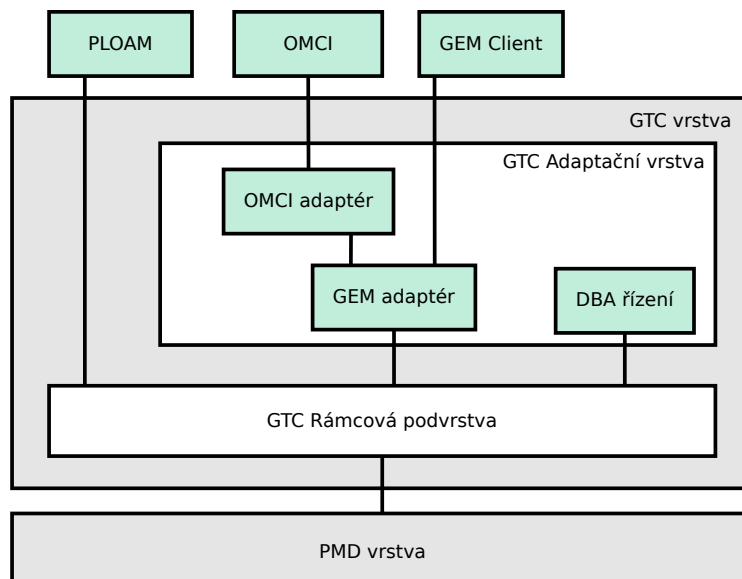 PLOAM
OMCI
GEM Client
GTC vrstva
GTC Adaptační vrstva
OMCI adaptér
GEM adaptér
DBA řízení
GTC Rámcová podvrstva
PMD vrstva